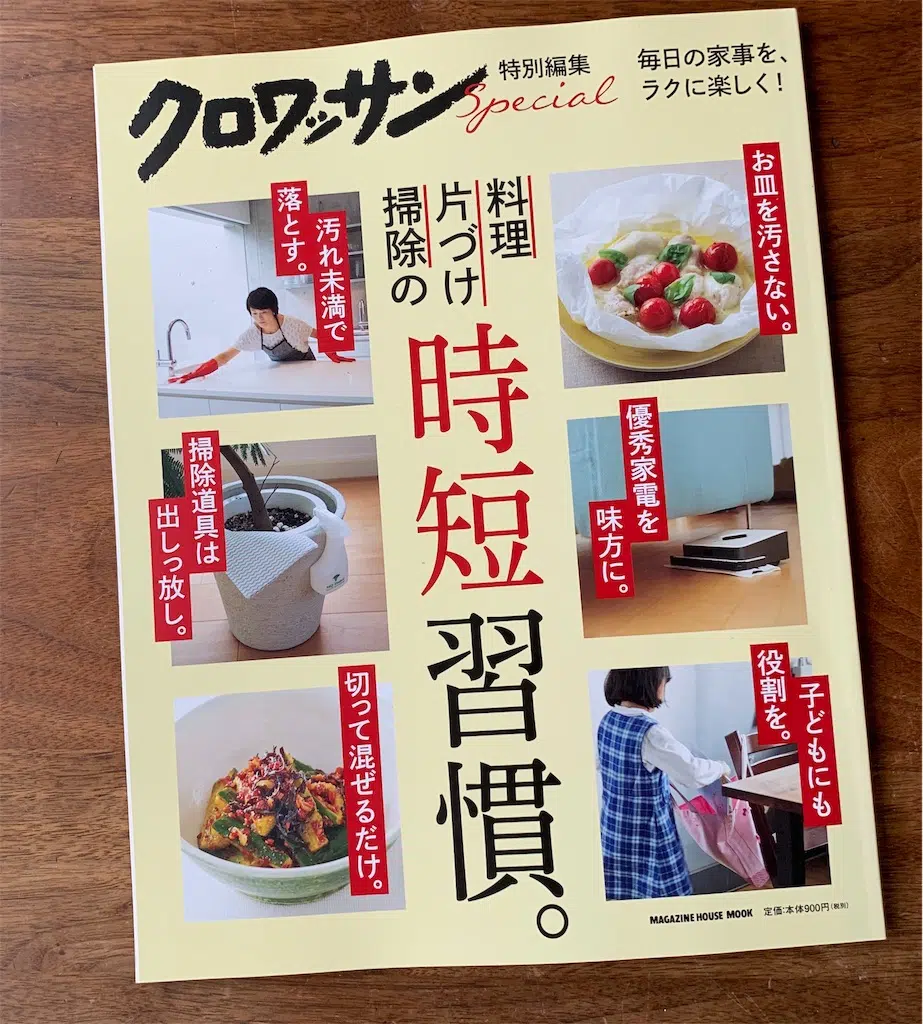 クロワッサン
特別編集
Special
毎日の家事を、
ラクに楽しく！
料理
片づけ
掃除の
時短
習慣。
お皿を汚さない。
汚れ未満で
落とす。
優秀家電を
味方に。
掃除道具は
出しっ放し。
子どもにも
役割を。
切って混ぜるだけ。
MAGAZINE HOUSE MOOK
定価:本体900円（税別）